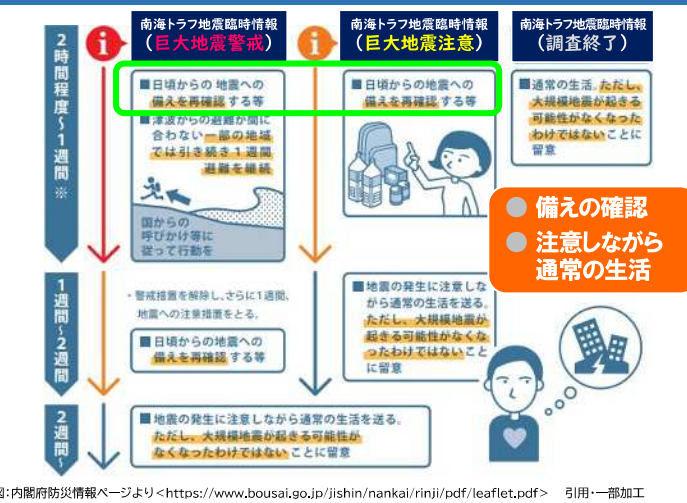 南海トラフ地震臨時情報
（巨大地震警戒）
南海トラフ地震臨時情報
（巨大地震注意）
南海トラフ地震臨時情報
（調査終了）
2時間程度～1週間※
i
■日頃からの 地震への
備えを再確認 する等
■津波からの避難が間に
合わない一部の地域
では引き続き1週間
避難を継続
国からの
呼びかけ等に
従って行動を
i
■日頃からの地震への
備えを再確認 する等
■通常の生活。ただし、
大規模地震が起きる
可能性がなくなった
わけではないことに
留意
● 備えの確認
● 注意しながら
通常の生活
1週間～2週間
・警戒措置を解除し、さらに1週間、
地震への注意措置をとる。
■日頃からの地震への
備えを再確認 する等
■地震の発生に注意しな
がら通常の生活を送る。
ただし、大規模地震が
起きる可能性がなくな
ったわけではないこと
に留意
2週間～
■地震の発生に注意しながら通常の生活を送る。
ただし、大規模地震が起きる可能性が
なくなったわけではない ことに留意
図：内閣府防災情報ページより＜https://www.bousai.go.jp/jishin/nankai/rinji/pdf/leaflet.pdf＞　引用・一部加工